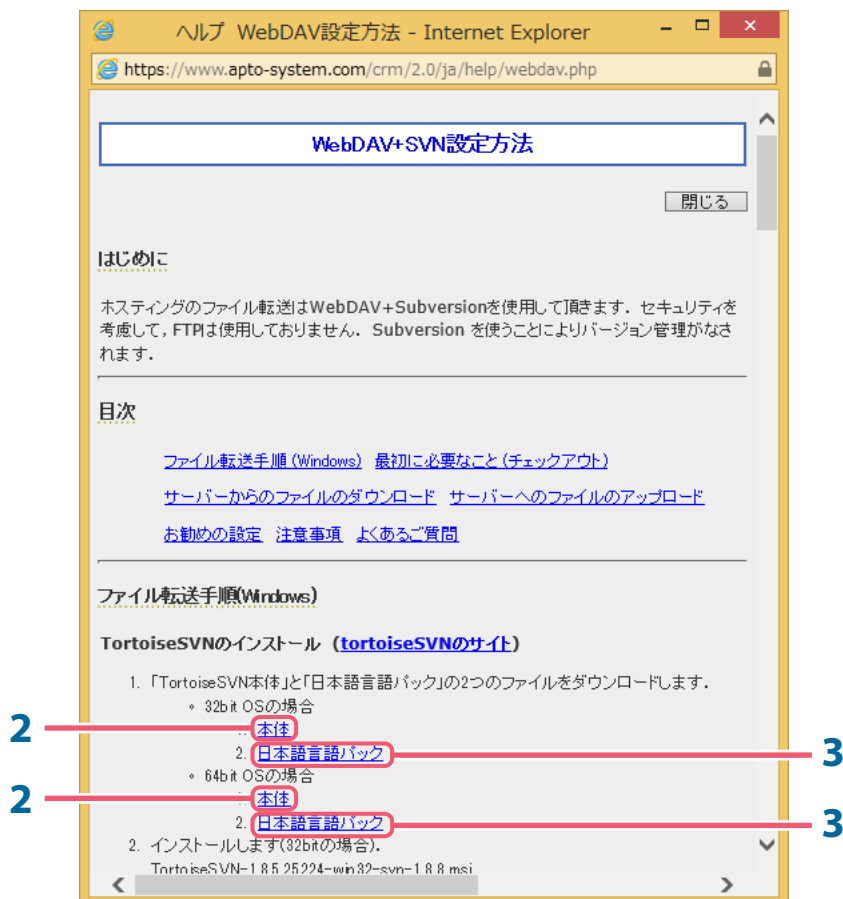 ヘルプ WebDAV設定方法 - Internet Explorer
https://www.apto-system.com/crm/2.0/ja/help/webdav.php
WebDAV+SVN設定方法
閉じる
はじめに
ホスティングのファイル転送はWebDAV+Subversionを使用して頂きます．セキュリティを
考慮して，FTPは使用しておりません．Subversion を使うことによりバージョン管理がなさ
れます．
目次
ファイル転送手順（Windows） 最初に必要なこと（チェックアウト）
サーバーからのファイルのダウンロード サーバーへのファイルのアップロード
お勧めの設定 注意事項 よくあるご質問
ファイル転送手順(Windows)
TortoiseSVNのインストール （tortoiseSVNのサイト）
1. 「TortoiseSVN本体」と「日本語言語パック」の2つのファイルをダウンロードします．
◦ 32bit OSの場合
2 本体
2. 日本語言語パック 3
◦ 64bit OSの場合
2 本体
2. 日本語言語パック 3
2. インストールします(32bitの場合)．
TortoiseSVN-1.8.5.25224-win32-svn-1.8.8.msi